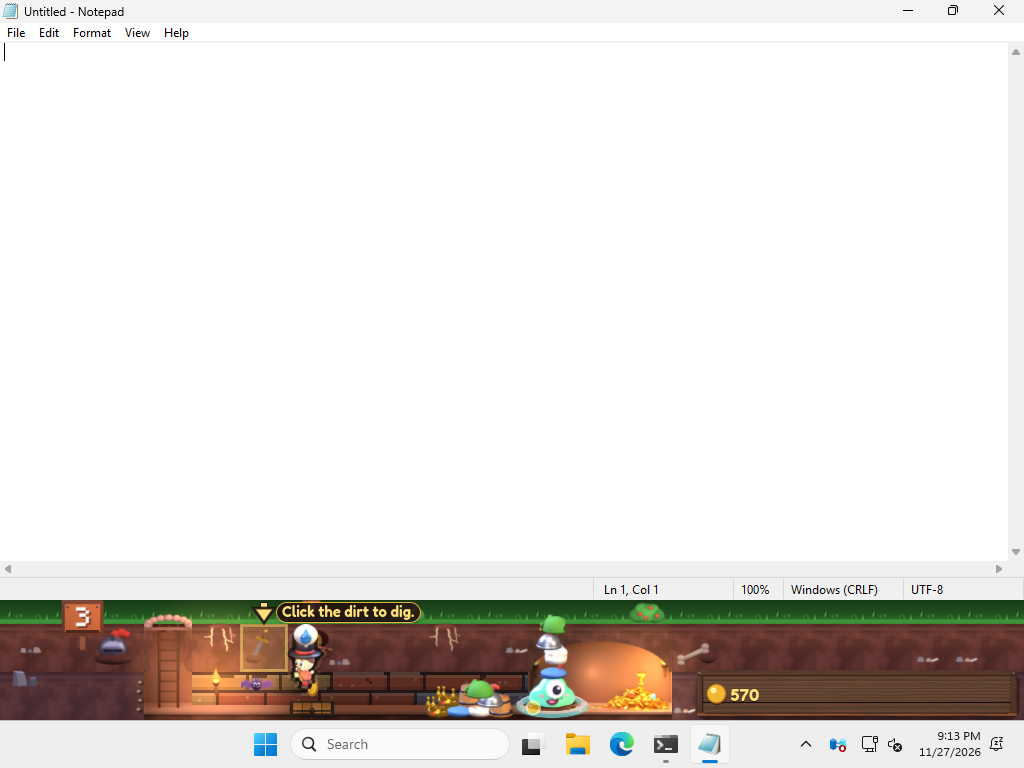 Untitled - Notepad
File Edit Format View Help
Ln 1, Col 1 100% Windows (CRLF) UTF-8
3
Click the dirt to dig.
570
Search
9:13 PM
11/27/2026